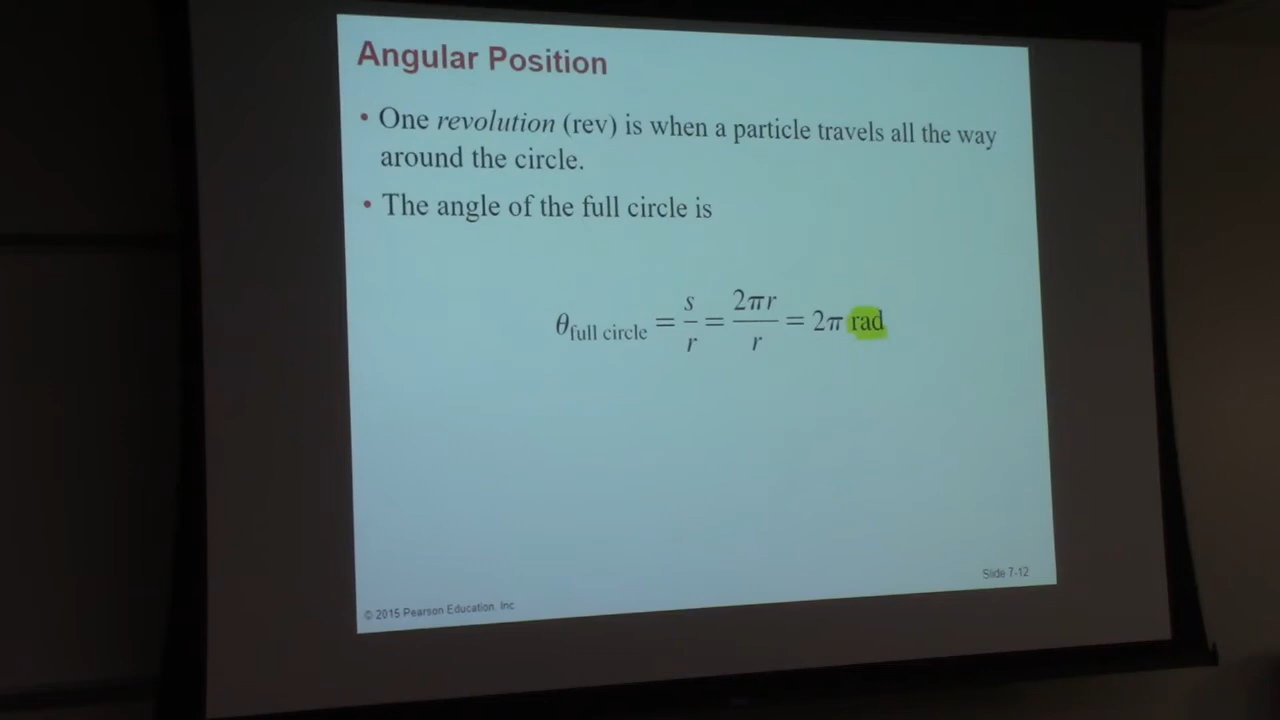 Angular Position
• One revolution (rev) is when a particle travels all the way
around the circle.
• The angle of the full circle is
θfull circle = s/r = 2πr/r = 2π rad
Slide 7-12
© 2015 Pearson Education, Inc